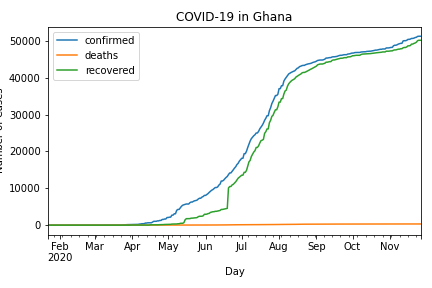 COVID-19 in Ghana
confirmed
deaths
recovered
50000
40000
30000
20000
10000
0
Feb Mar Apr May Jun Jul Aug Sep Oct Nov
2020
Day